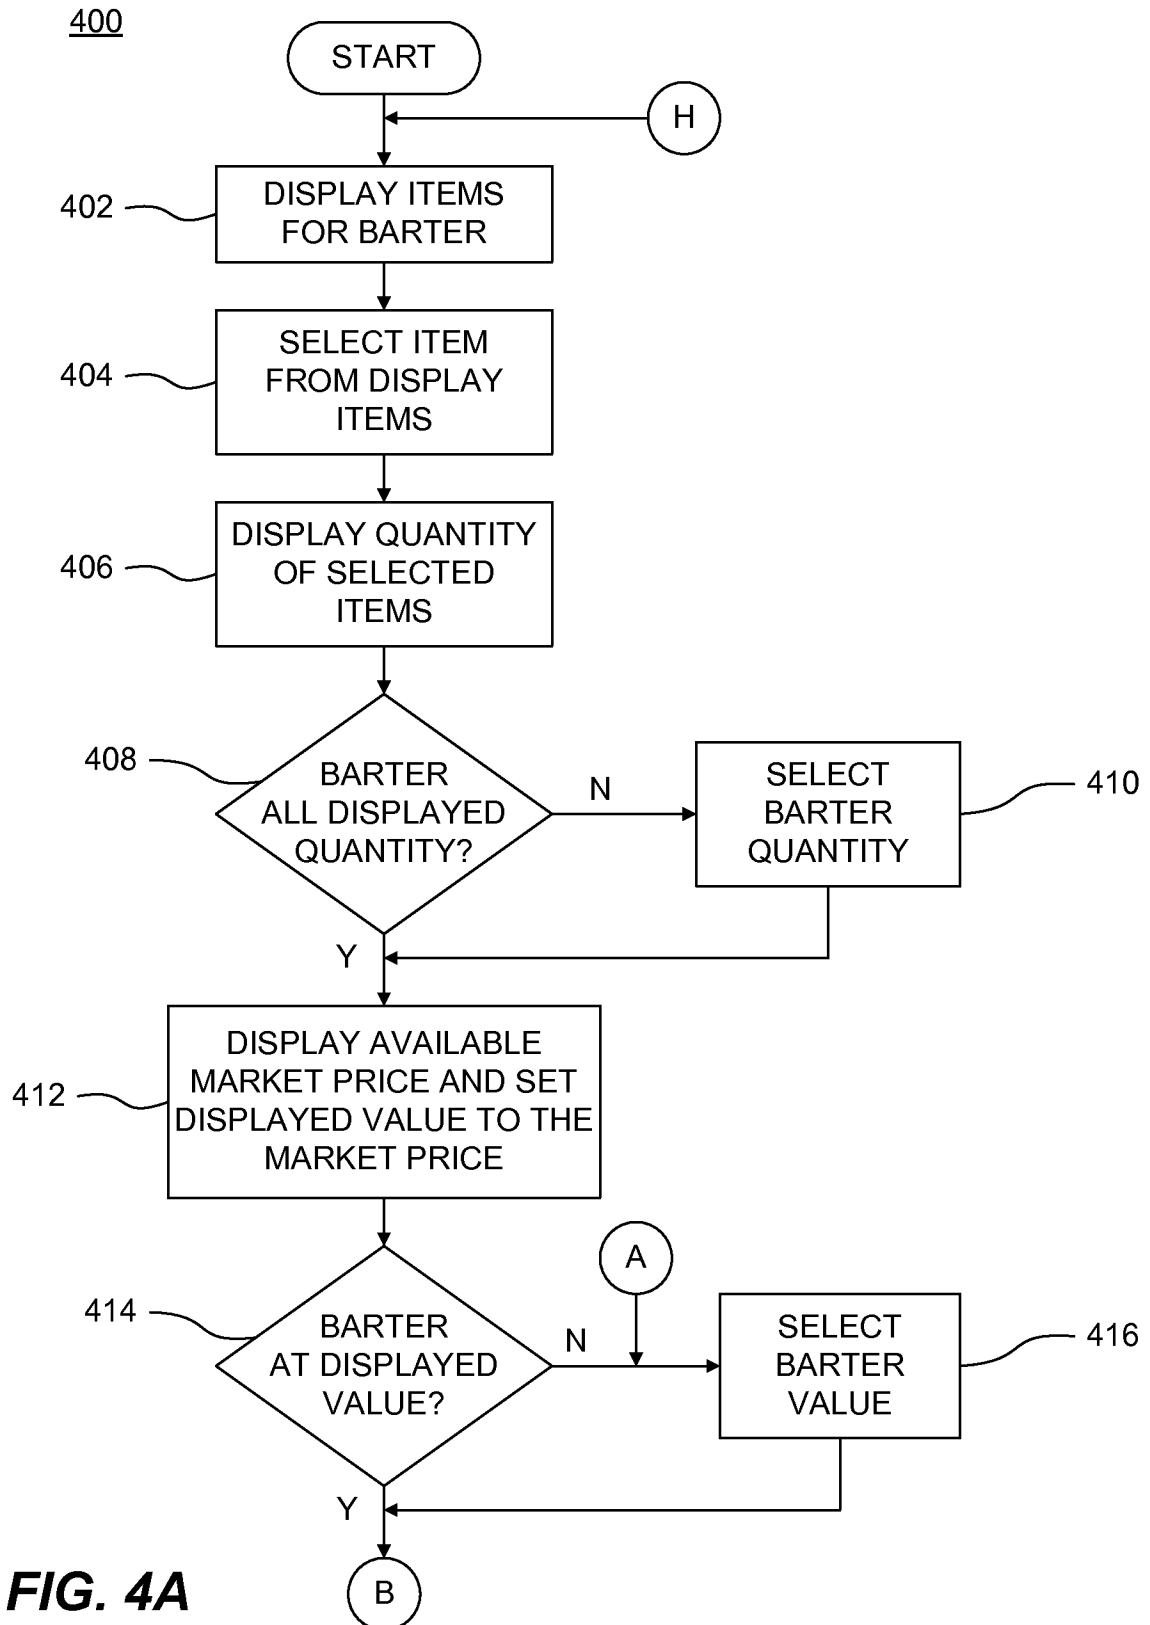 400
START
H
402
DISPLAY ITEMS
FOR BARTER
404
SELECT ITEM
FROM DISPLAY
ITEMS
406
DISPLAY QUANTITY
OF SELECTED
ITEMS
408
BARTER
ALL DISPLAYED
QUANTITY?
N
SELECT
BARTER
QUANTITY
410
Y
412
DISPLAY AVAILABLE
MARKET PRICE AND SET
DISPLAYED VALUE TO THE
MARKET PRICE
A
414
BARTER
AT DISPLAYED
VALUE?
N
SELECT
BARTER
VALUE
416
Y
B
FIG. 4A